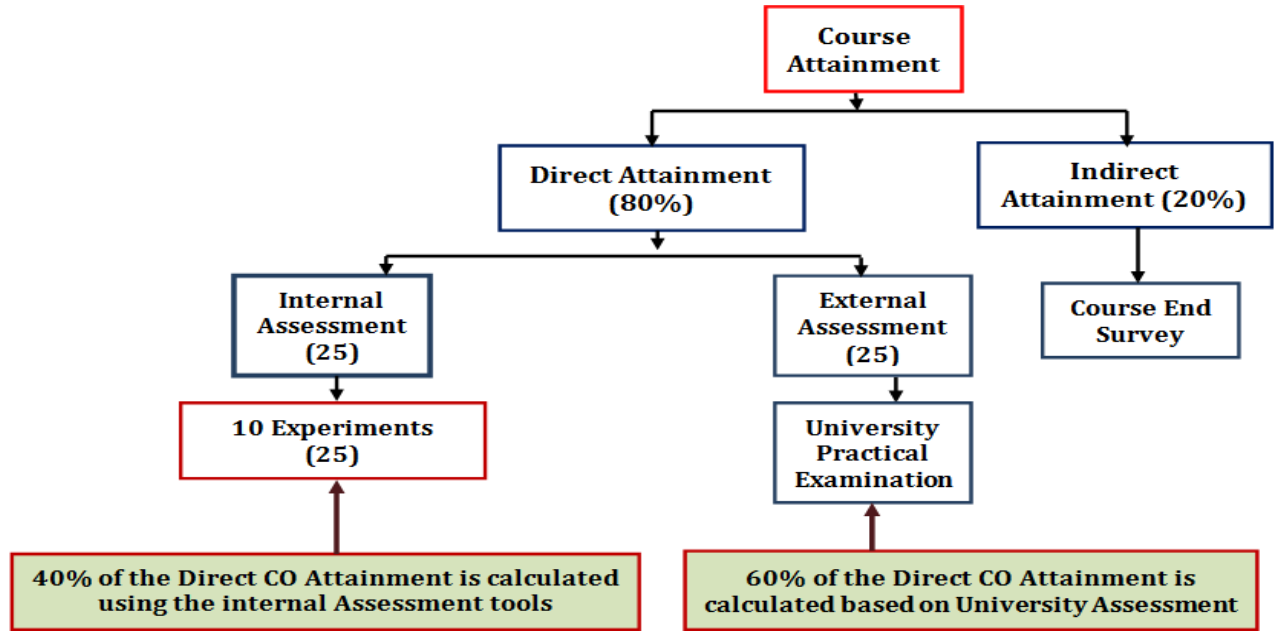 Course
Attainment
Direct Attainment
(80%)
Indirect
Attainment (20%)
Internal
Assessment
(25)
External
Assessment
(25)
Course End
Survey
10 Experiments
(25)
University
Practical
Examination
40% of the Direct CO Attainment is calculated
using the internal Assessment tools
60% of the Direct CO Attainment is
calculated based on University Assessment